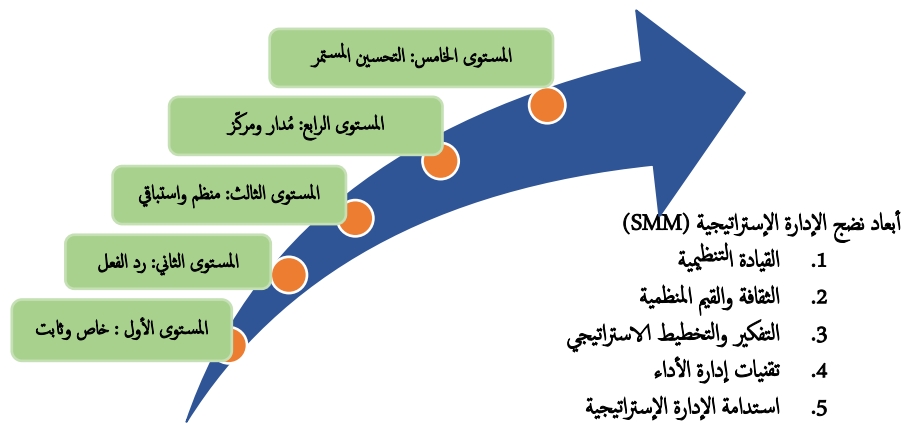 المستوى الخامس: التحسين المستمر
المستوى الرابع: مُدار ومركّز
المستوى الثالث: منظم واستباقي
المستوى الثاني: رد الفعل
المستوى الأول : خاص وثابت
أبعاد نضج الإدارة الإستراتيجية (SMM)
1. القيادة التنظيمية
2. الثقافة والقيم المنظمية
3. التفكير والتخطيط الاستراتيجي
4. تقنيات إدارة الأداء
5. استدامة الإدارة الإستراتيجية